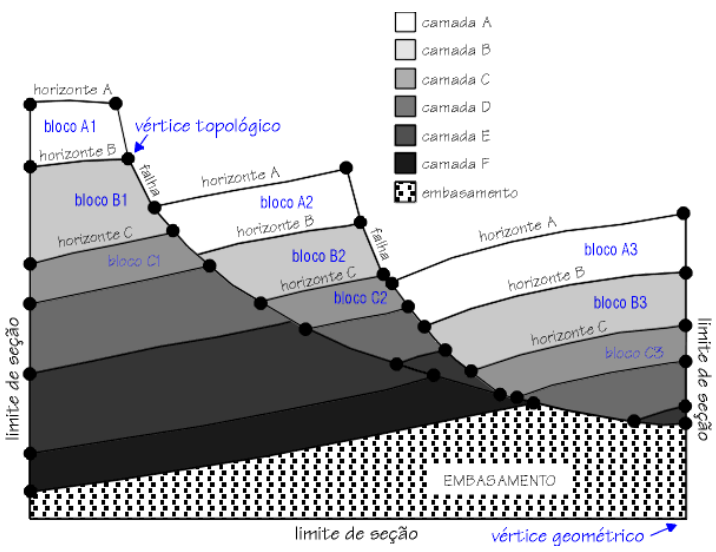 camada A
camada B
camada C
camada D
camada E
camada F
embasamento
horizonte A
bloco A1
vértice topológico
horizonte B
falha
bloco B1
horizonte A
bloco A2
horizonte C
bloco C1
horizonte B
bloco B2
falha
horizonte C
bloco C2
horizonte A
bloco A3
horizonte B
bloco B3
horizonte C
bloco C3
limite de seção
limite de seção
EMBASAMENTO
limite de seção
vértice geométrico